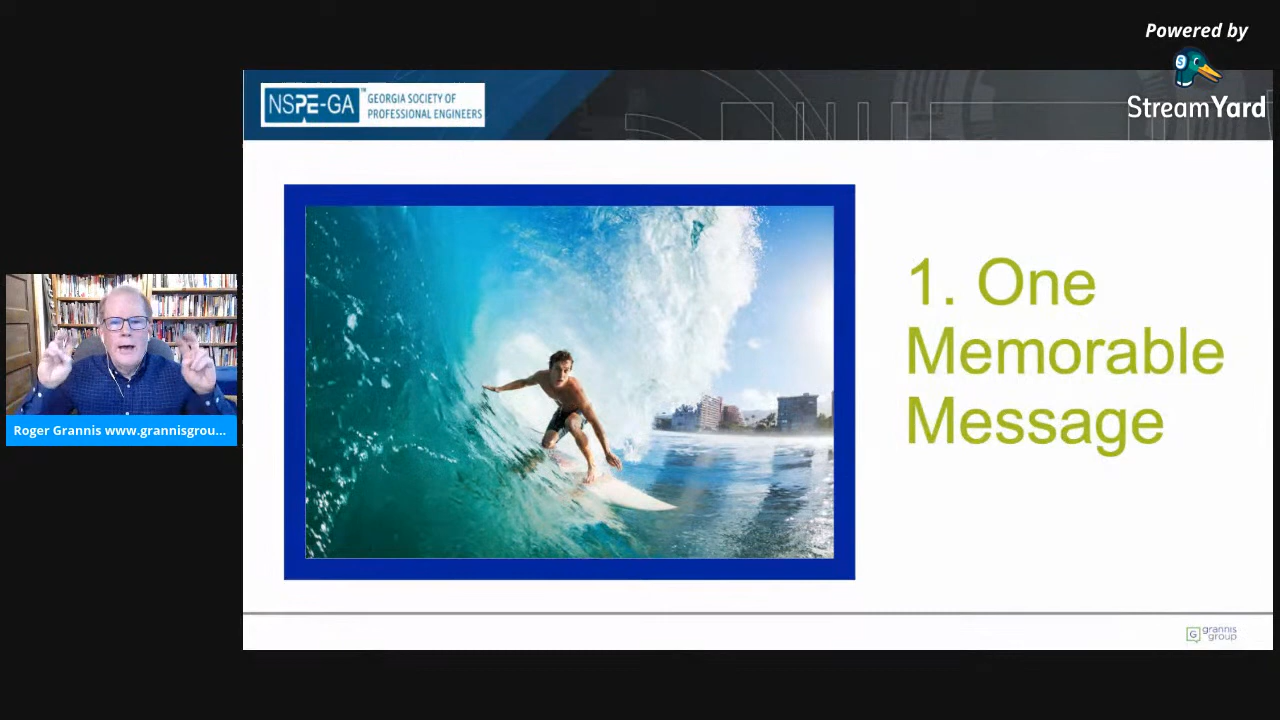 Powered by
StreamYard
NSPE-GA™
GEORGIA SOCIETY OF
PROFESSIONAL ENGINEERS
1. One
Memorable
Message
Roger Grannis www.grannisgrou...
G
grannis
group